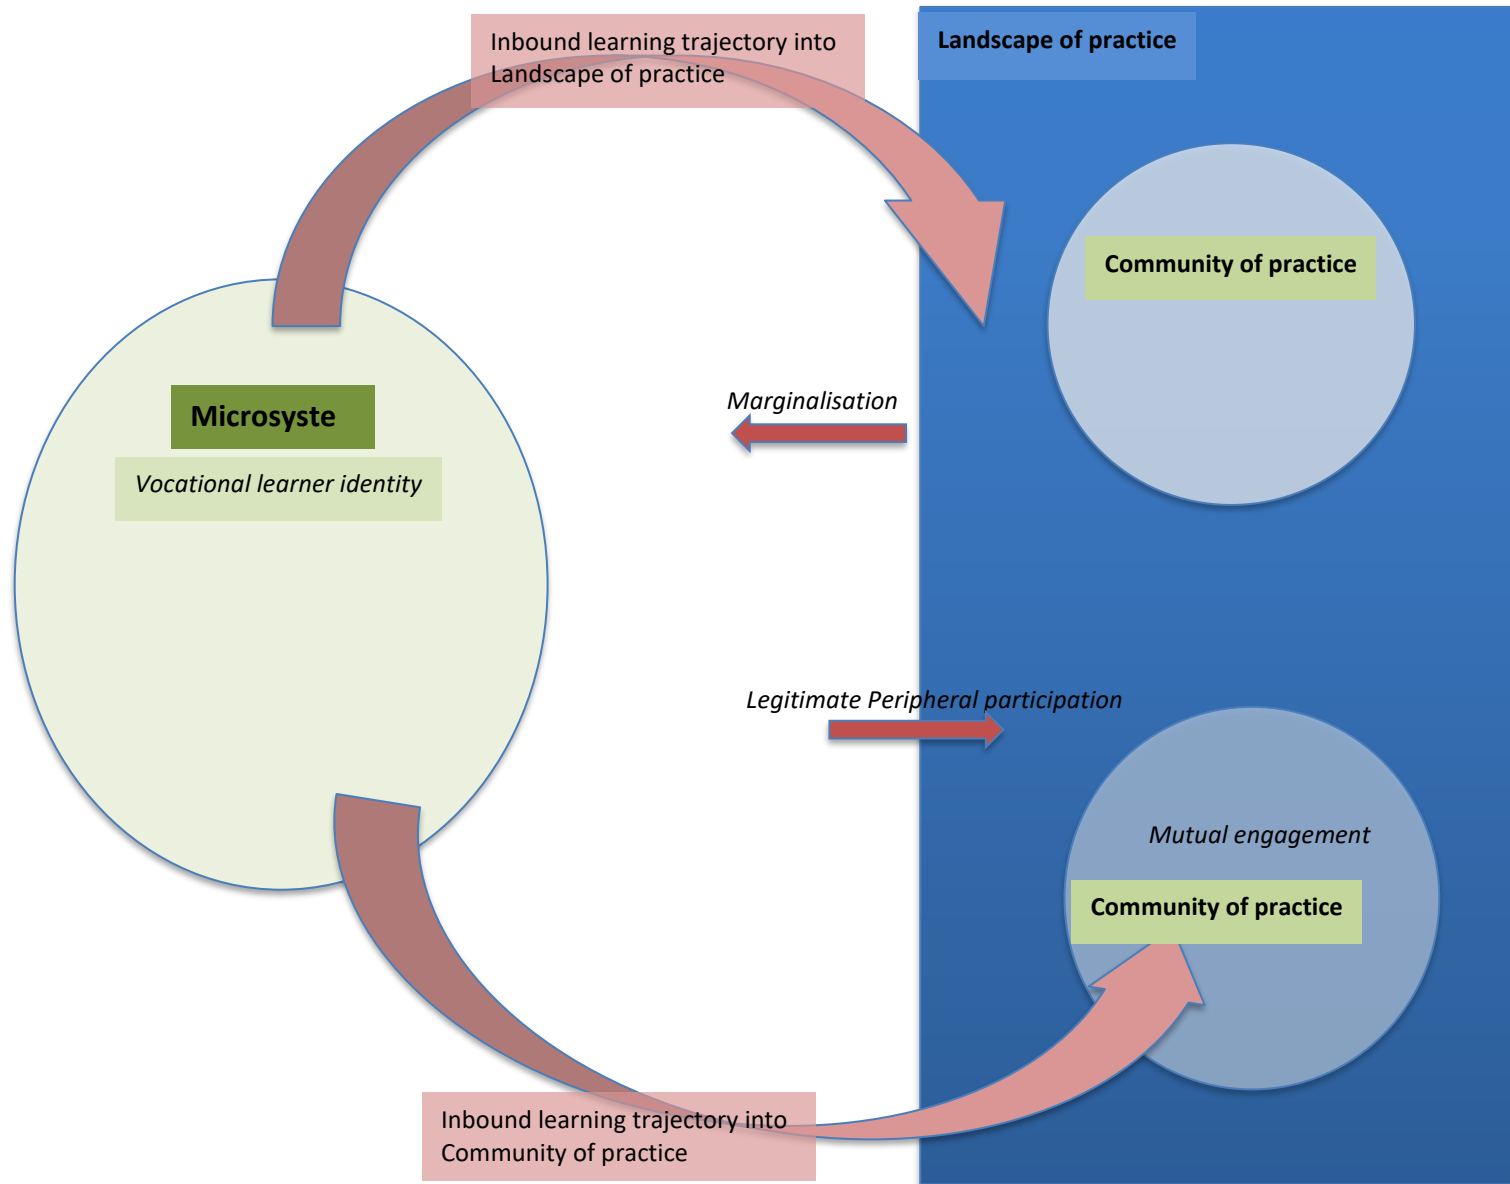 Inbound learning trajectory into
Landscape of practice
Landscape of practice
Community of practice
Marginalisation
Microsyste
Vocational learner identity
Legitimate Peripheral participation
Mutual engagement
Community of practice
Inbound learning trajectory into
Community of practice